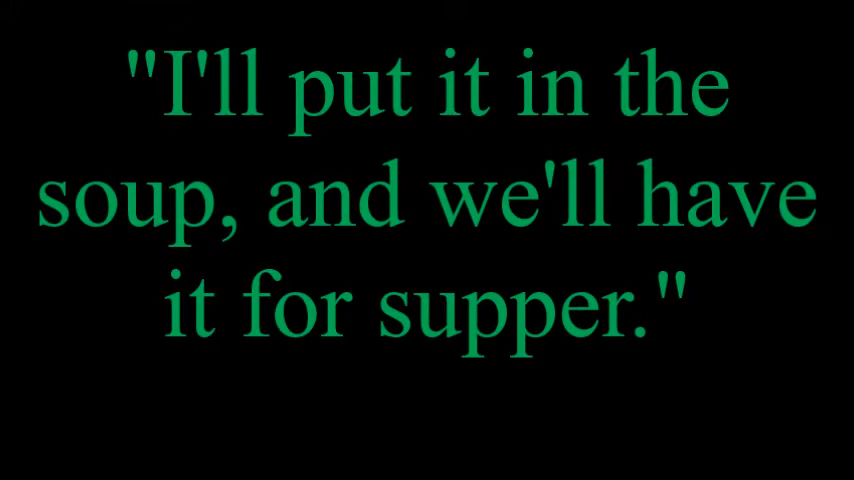 "I'll put it in the
soup, and we'll have
it for supper."